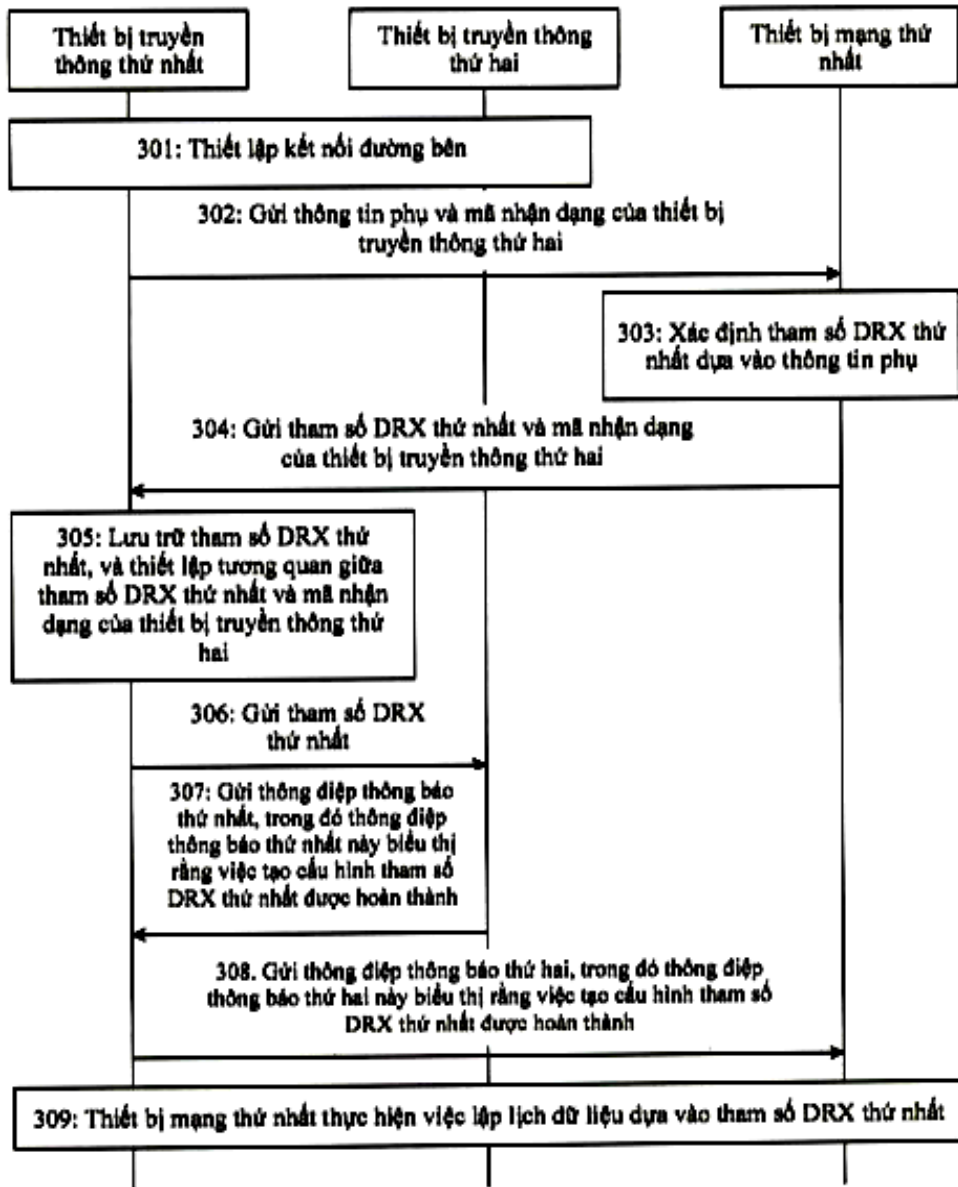 Thiết bị truyền
thông thứ nhất
Thiết bị truyền thông
thứ hai
Thiết bị mạng thứ
nhất
301: Thiết lập kết nối đường bên
302: Gửi thông tin phụ và mã nhận dạng của thiết bị
truyền thông thứ hai
303: Xác định tham số DRX thứ
nhất dựa vào thông tin phụ
304: Gửi tham số DRX thứ nhất và mã nhận dạng
của thiết bị truyền thông thứ hai
305: Lưu trữ tham số DRX thứ
nhất, và thiết lập tương quan giữa
tham số DRX thứ nhất và mã nhận
dạng của thiết bị truyền thông thứ
hai
306: Gửi tham số DRX
thứ nhất
307: Gửi thông điệp thông báo
thứ nhất, trong đó thông điệp
thông báo thứ nhất này biểu thị
rằng việc tạo cấu hình tham số
DRX thứ nhất được hoàn thành
308. Gửi thông điệp thông báo thứ hai, trong đó thông điệp
thông báo thứ hai này biểu thị rằng việc tạo cấu hình tham số
DRX thứ nhất được hoàn thành
309: Thiết bị mạng thứ nhất thực hiện việc lập lịch dữ liệu dựa vào tham số DRX thứ nhất